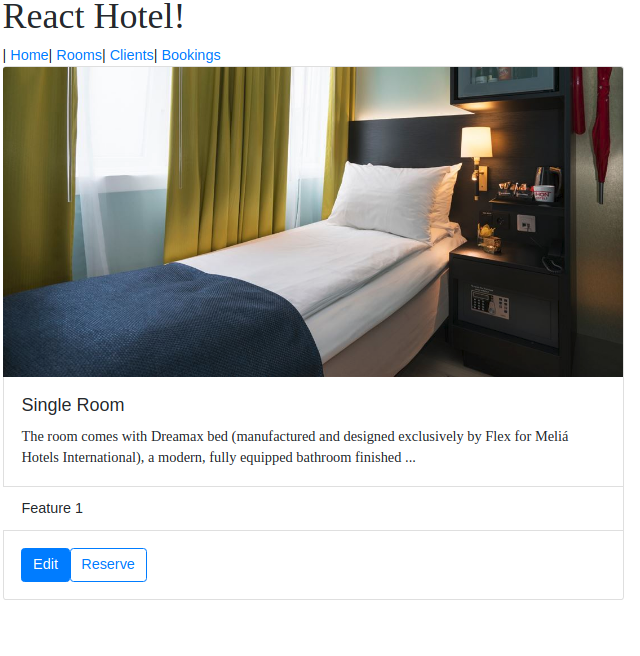 React Hotel!
| Home| Rooms| Clients| Bookings
Single Room
The room comes with Dreamax bed (manufactured and designed exclusively by Flex for Meliá
Hotels International), a modern, fully equipped bathroom finished ...
Feature 1
Edit Reserve